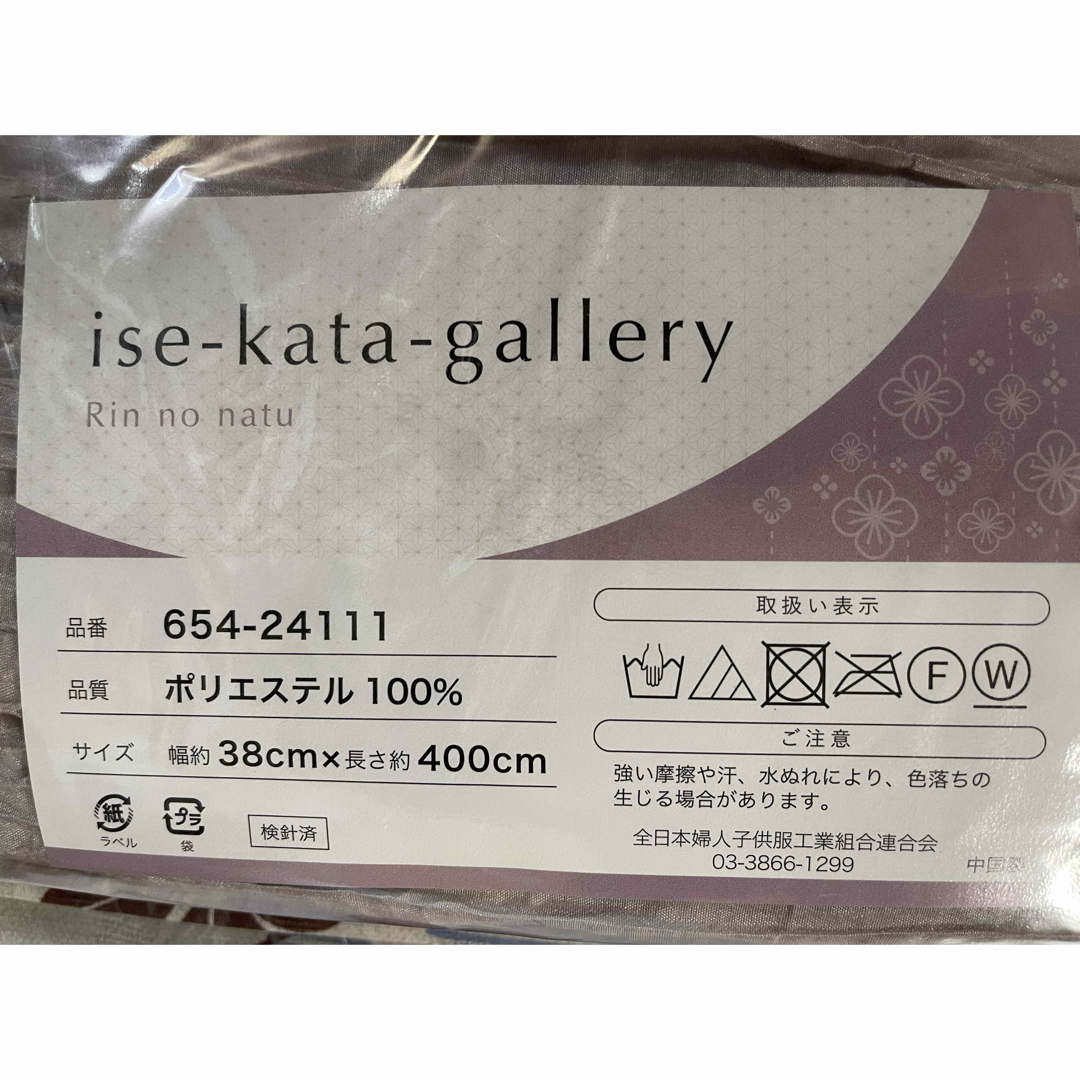 ise-kata-gallery
Rin no natu
品番 654-24111
品質 ポリエステル 100%
サイズ 幅約 38cm×長さ約 400cm
紙
ラベル
プラ
袋
検針済
取扱い表示
F
W
ご注意
強い摩擦や汗、水ぬれにより、色落ちの
生じる場合があります。
全日本婦人子供服工業組合連合会
03-3866-1299
中国製